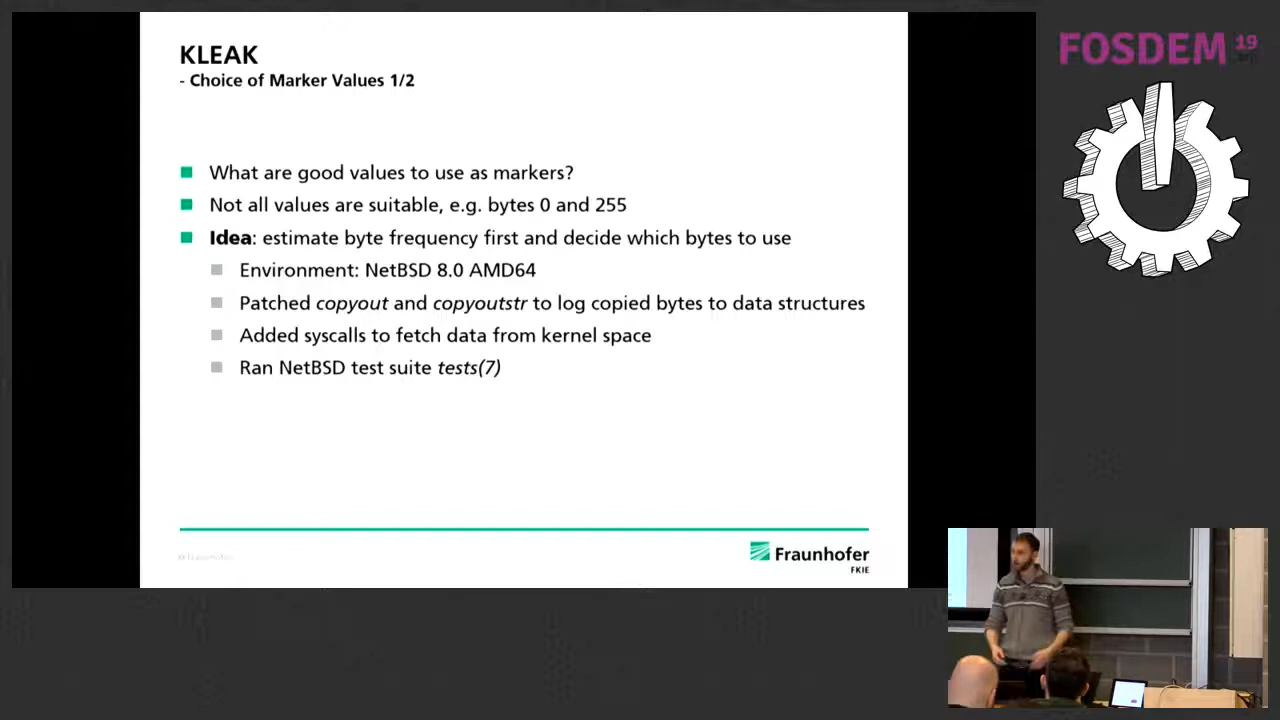 KLEAK
- Choice of Marker Values 1/2
What are good values to use as markers?
Not all values are suitable, e.g. bytes 0 and 255
Idea: estimate byte frequency first and decide which bytes to use
Environment: NetBSD 8.0 AMD64
Patched copyout and copyoutstr to log copied bytes to data structures
Added syscalls to fetch data from kernel space
Ran NetBSD test suite tests(7)
© Fraunhofer
Fraunhofer
FKIE
FOSDEM 19
.org